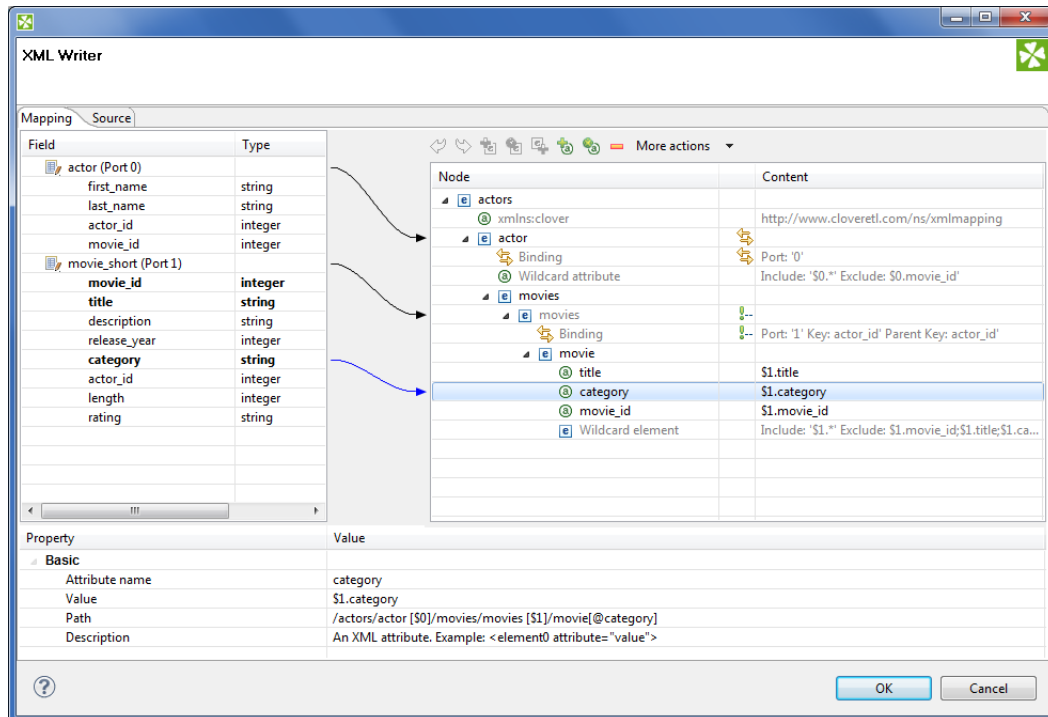 XML Writer
Mapping Source
Field Type
actor (Port 0)
first_name string
last_name string
actor_id integer
movie_id integer
movie_short (Port 1)
movie_id integer
title string
description string
release_year integer
category string
actor_id integer
length integer
rating string
More actions
Node Content
actors
xmlns:clover http://www.cloveretl.com/ns/xmlmapping
actor
Binding Port: '0'
Wildcard attribute Include: '$0.*' Exclude: $0.movie_id'
movies
movies
Binding Port: '1' Key: actor_id' Parent Key: actor_id'
movie
title $1.title
category $1.category
movie_id $1.movie_id
Wildcard element Include: '$1.*' Exclude: $1.movie_id;$1.title;$1.ca...
Property Value
Basic
Attribute name category
Value $1.category
Path /actors/actor [$0]/movies/movies [$1]/movie[@category]
Description An XML attribute. Example: <element0 attribute="value">
OK Cancel